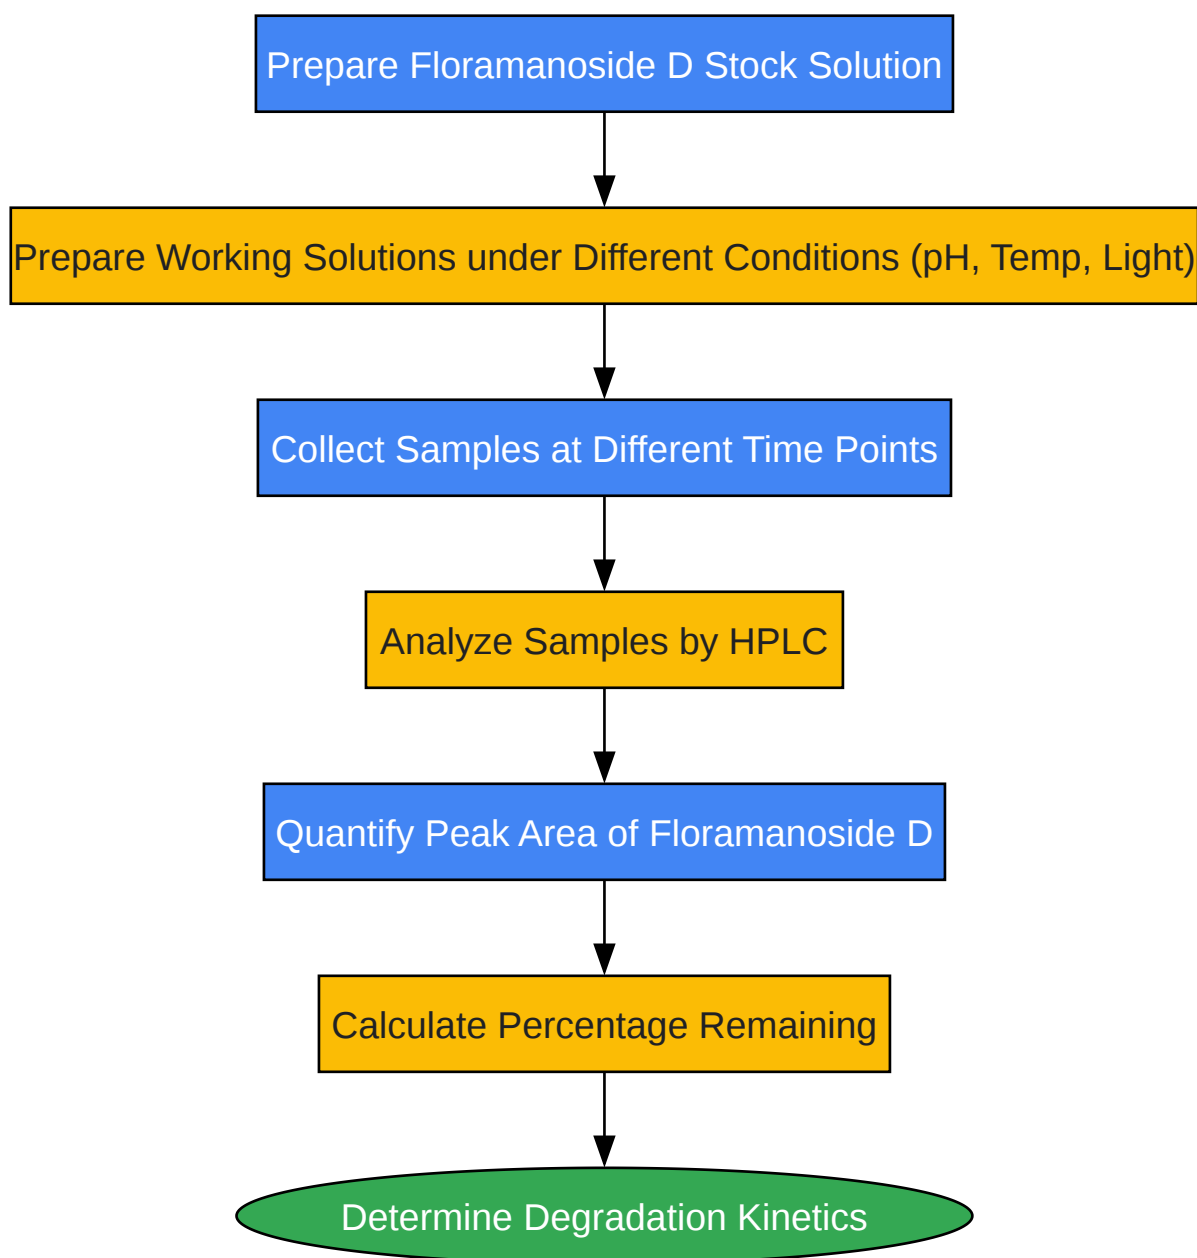 Prepare Floramanoside D Stock Solution
Prepare Working Solutions under Different Conditions (pH, Temp, Light)
Collect Samples at Different Time Points
Analyze Samples by HPLC
Quantify Peak Area of Floramanoside D
Calculate Percentage Remaining
Determine Degradation Kinetics